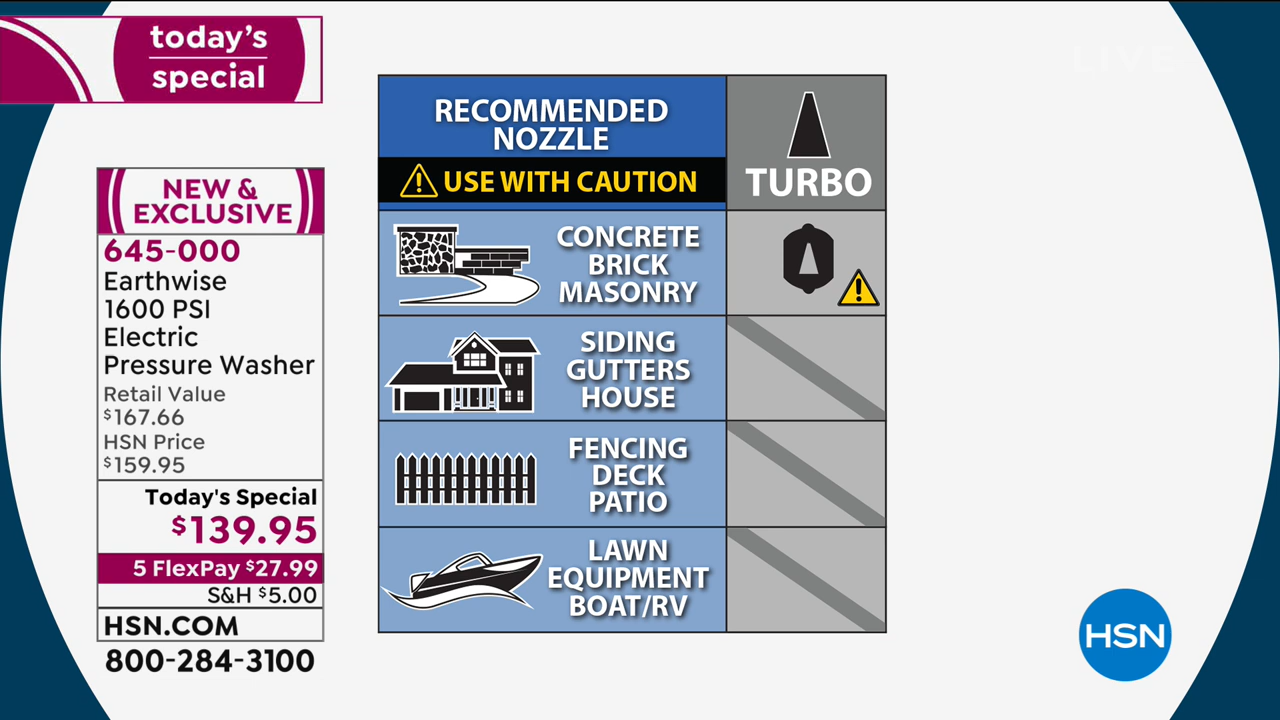 today's
special
LIVE
NEW &
EXCLUSIVE
645-000
Earthwise
1600 PSI
Electric
Pressure Washer
Retail Value
$167.66
HSN Price
$159.95
Today's Special
$139.95
5 FlexPay $27.99
S&H $5.00
HSN.COM
800-284-3100
RECOMMENDED
NOZZLE
USE WITH CAUTION
TURBO
CONCRETE
BRICK
MASONRY
SIDING
GUTTERS
HOUSE
FENCING
DECK
PATIO
LAWN
EQUIPMENT
BOAT/RV
HSN